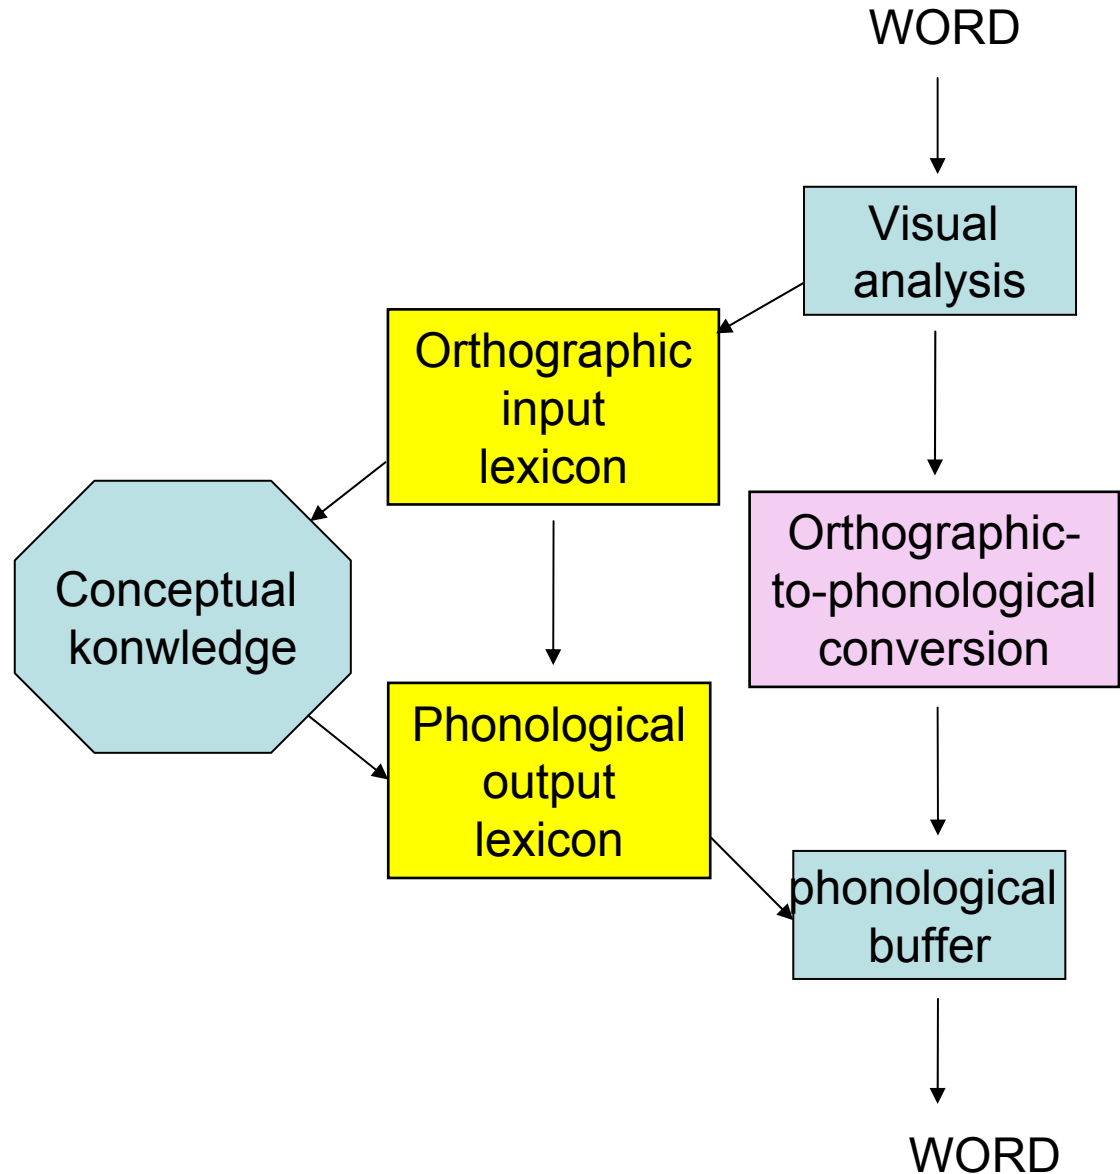 WORD
Visual
analysis
Orthographic
input
lexicon
Orthographic-
to-phonological
conversion
Conceptual
konwledge
Phonological
output
lexicon
phonological
buffer
WORD